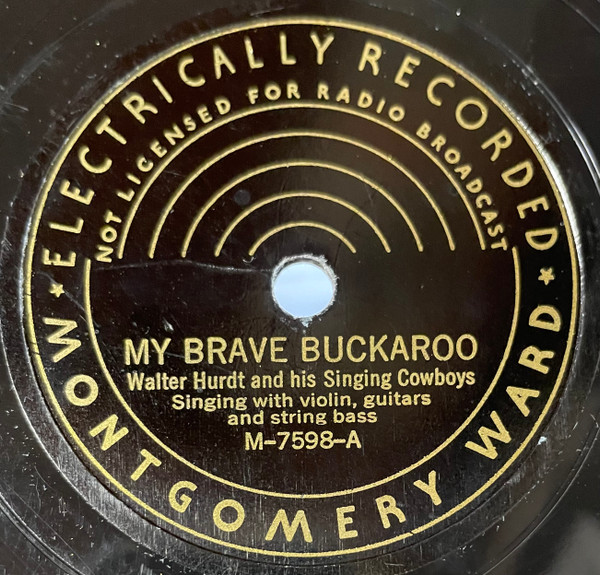 ★ ELECTRICALLY RECORDED ★
NOT LICENSED FOR RADIO BROADCAST
MY BRAVE BUCKAROO
Walter Hurdt and his Singing Cowboys
Singing with violin, guitars
and string bass
M-7598-A
MONTGOMERY WARD